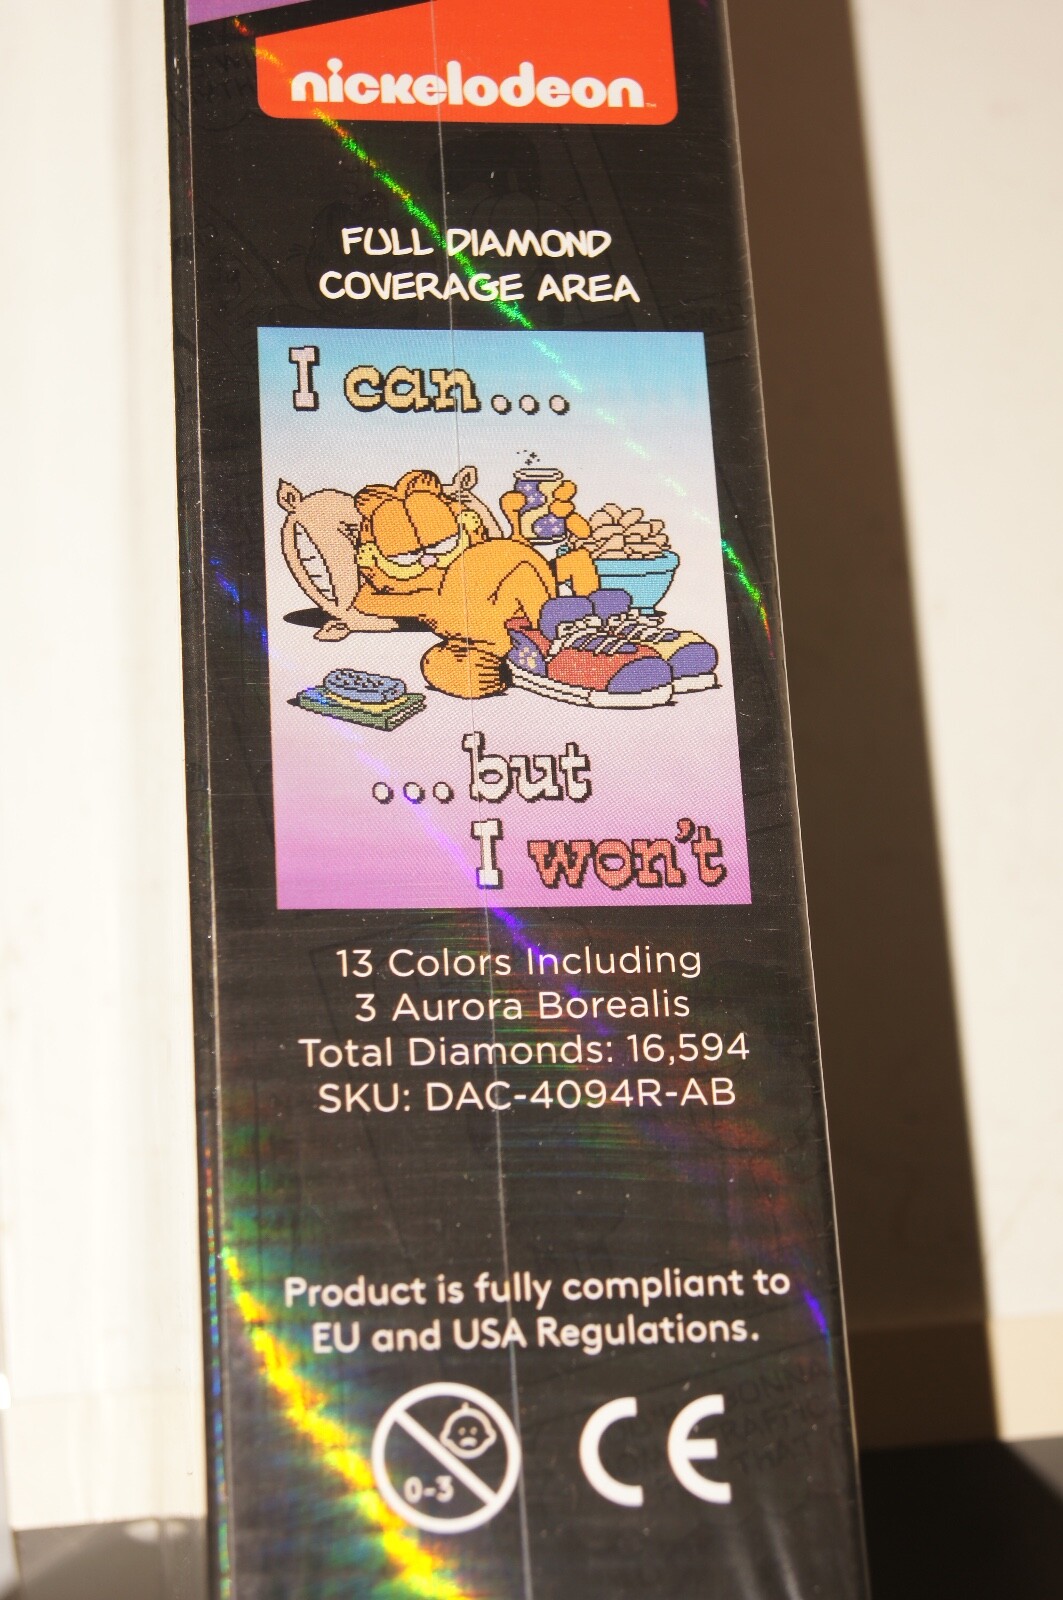 nickelodeon™
FULL DIAMOND
COVERAGE AREA
I can...
...but
I won't
13 Colors Including
3 Aurora Borealis
Total Diamonds: 16,594
SKU: DAC-4094R-AB
Product is fully compliant to
EU and USA Regulations.
0-3
CE